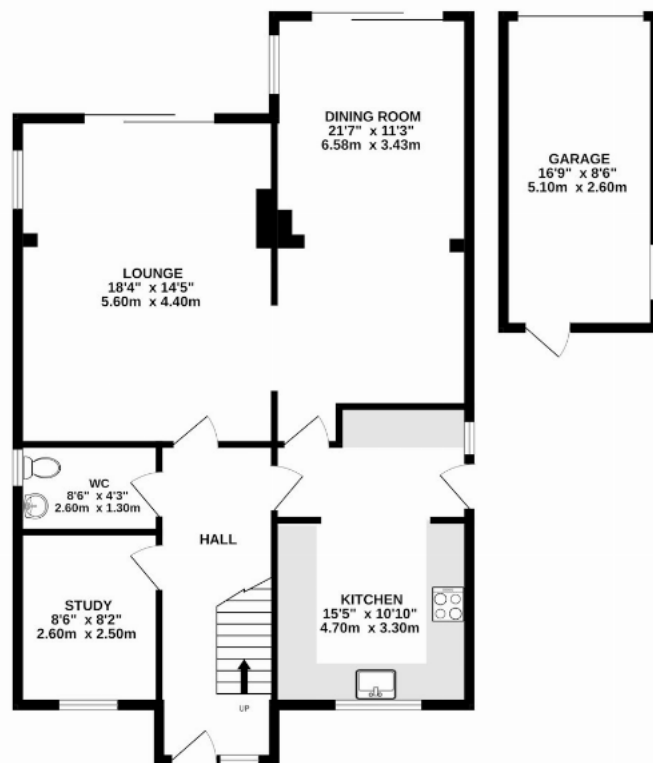 DINING ROOM
21'7" x 11'3"
6.58m x 3.43m
GARAGE
16'9" x 8'6"
5.10m x 2.60m
LOUNGE
18'4" x 14'5"
5.60m x 4.40m
WC
8'6" x 4'3"
2.60m x 1.30m
HALL
STUDY
8'6" x 8'2"
2.60m x 2.50m
KITCHEN
15'5" x 10'10"
4.70m x 3.30m
UP